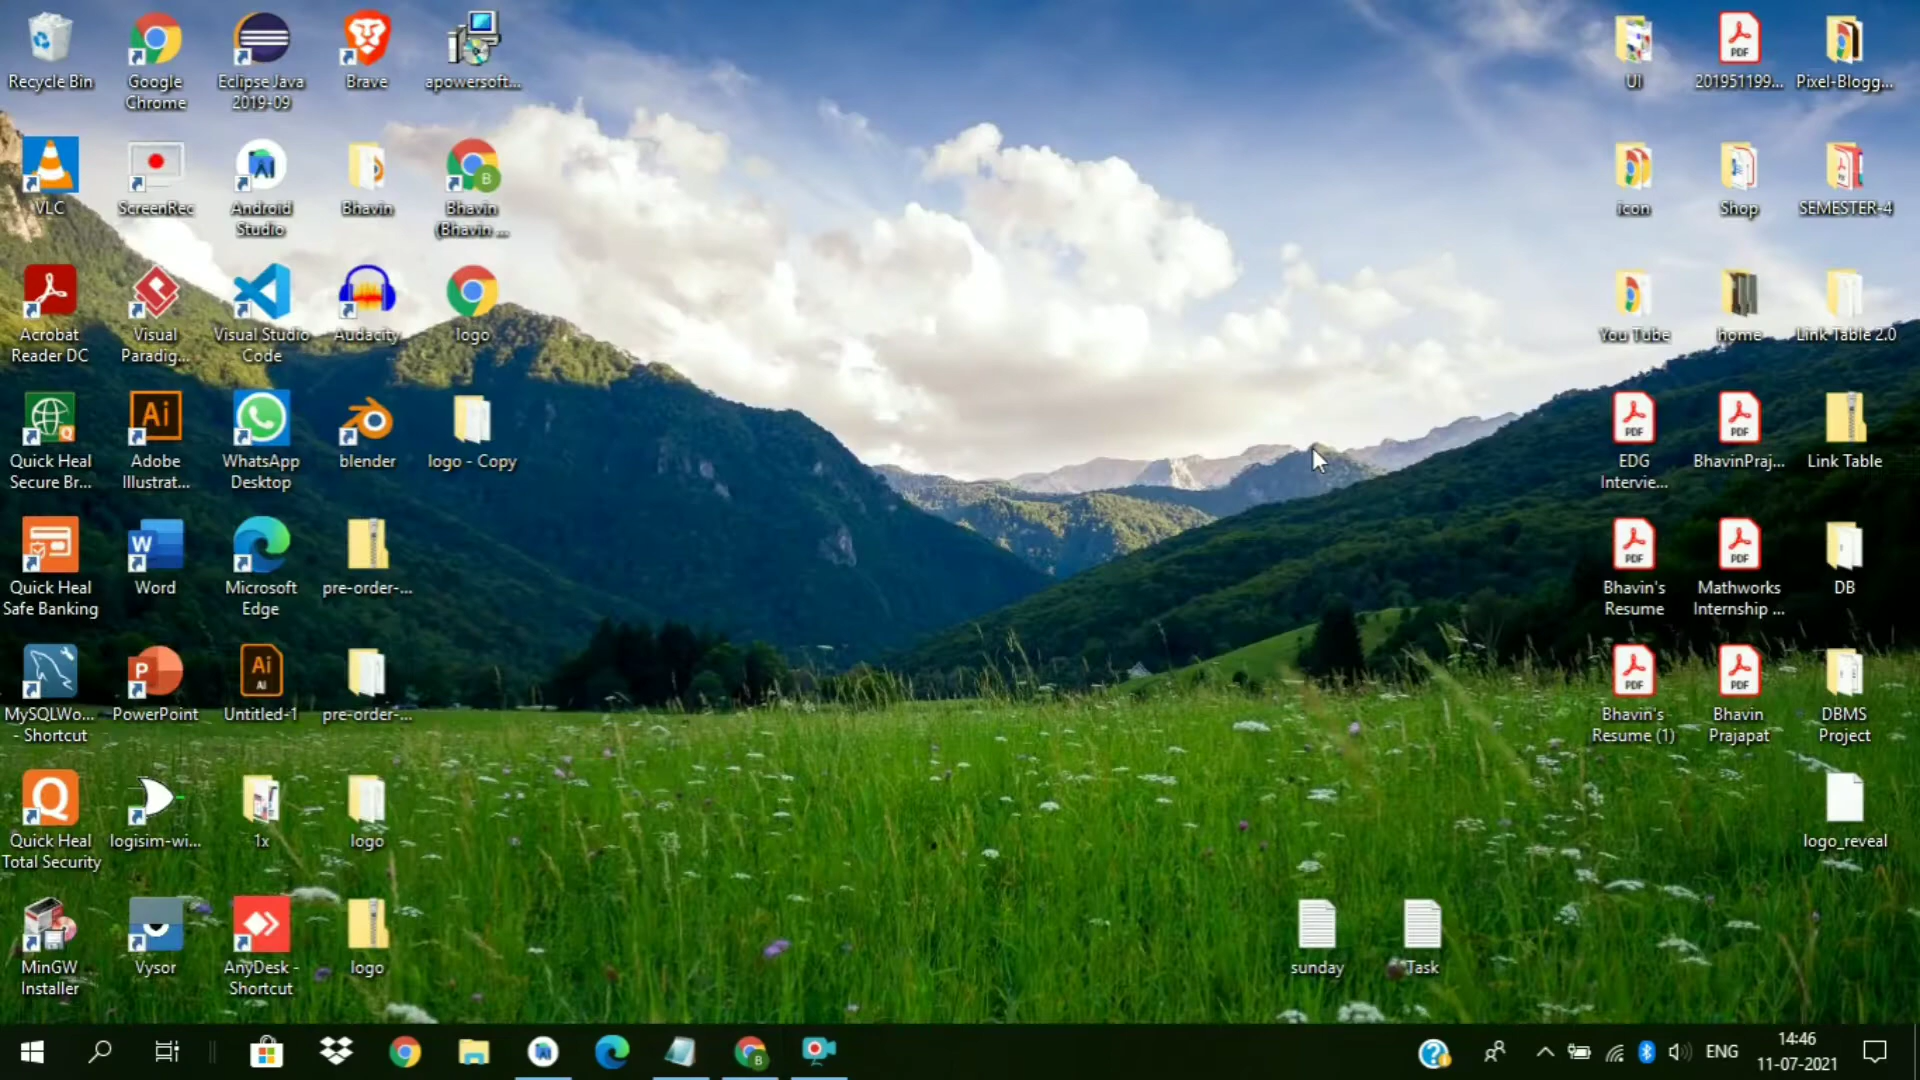 Recycle Bin
Google
Chrome
Eclipse Java
2019-09
Brave
apowersoft...
UI
201951199...
Pixel-Blogg...
VLC
ScreenRec
Android
Studio
Bhavin
Bhavin
(Bhavin ...
icon
Shop
SEMESTER-4
Acrobat
Reader DC
Visual
Paradig...
Visual Studio
Code
Audacity
logo
You Tube
home
Link Table 2.0
Quick Heal
Secure Br...
Adobe
Illustrat...
WhatsApp
Desktop
blender
logo - Copy
EDG
Intervie...
BhavinPraj...
Link Table
Quick Heal
Safe Banking
Word
Microsoft
Edge
pre-order-...
Bhavin's
Resume
Mathworks
Internship ...
DB
MySQLWo...
- Shortcut
PowerPoint
Untitled-1
pre-order-...
Bhavin's
Resume (1)
Bhavin
Prajapat
DBMS
Project
Quick Heal
Total Security
logisim-wi...
1x
logo
logo_reveal
MinGW
Installer
Vysor
AnyDesk -
Shortcut
logo
sunday
Task
ENG
14:46
11-07-2021